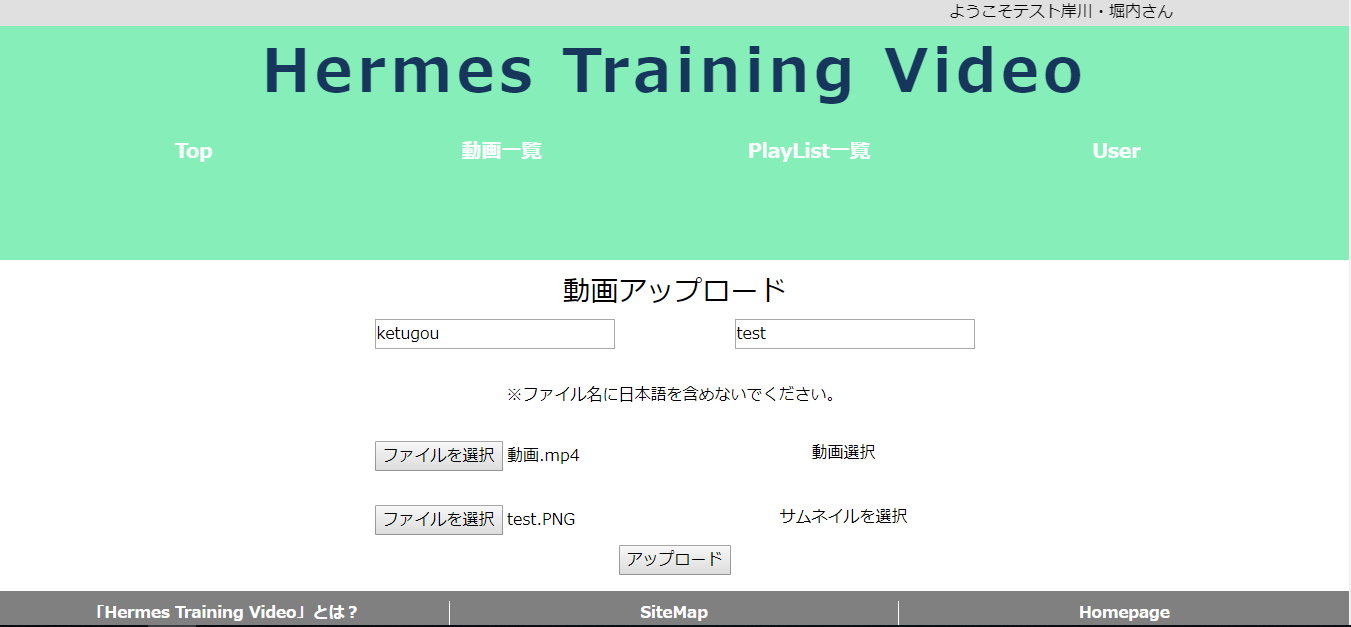 ようこそテスト岸川・堀内さん
Hermes Training Video
Top 動画一覧 PlayList一覧 User
動画アップロード
ketugou test
※ファイル名に日本語を含めないでください。
ファイルを選択 動画.mp4 動画選択
ファイルを選択 test.PNG サムネイルを選択
アップロード
「Hermes Training Video」とは？ SiteMap Homepage